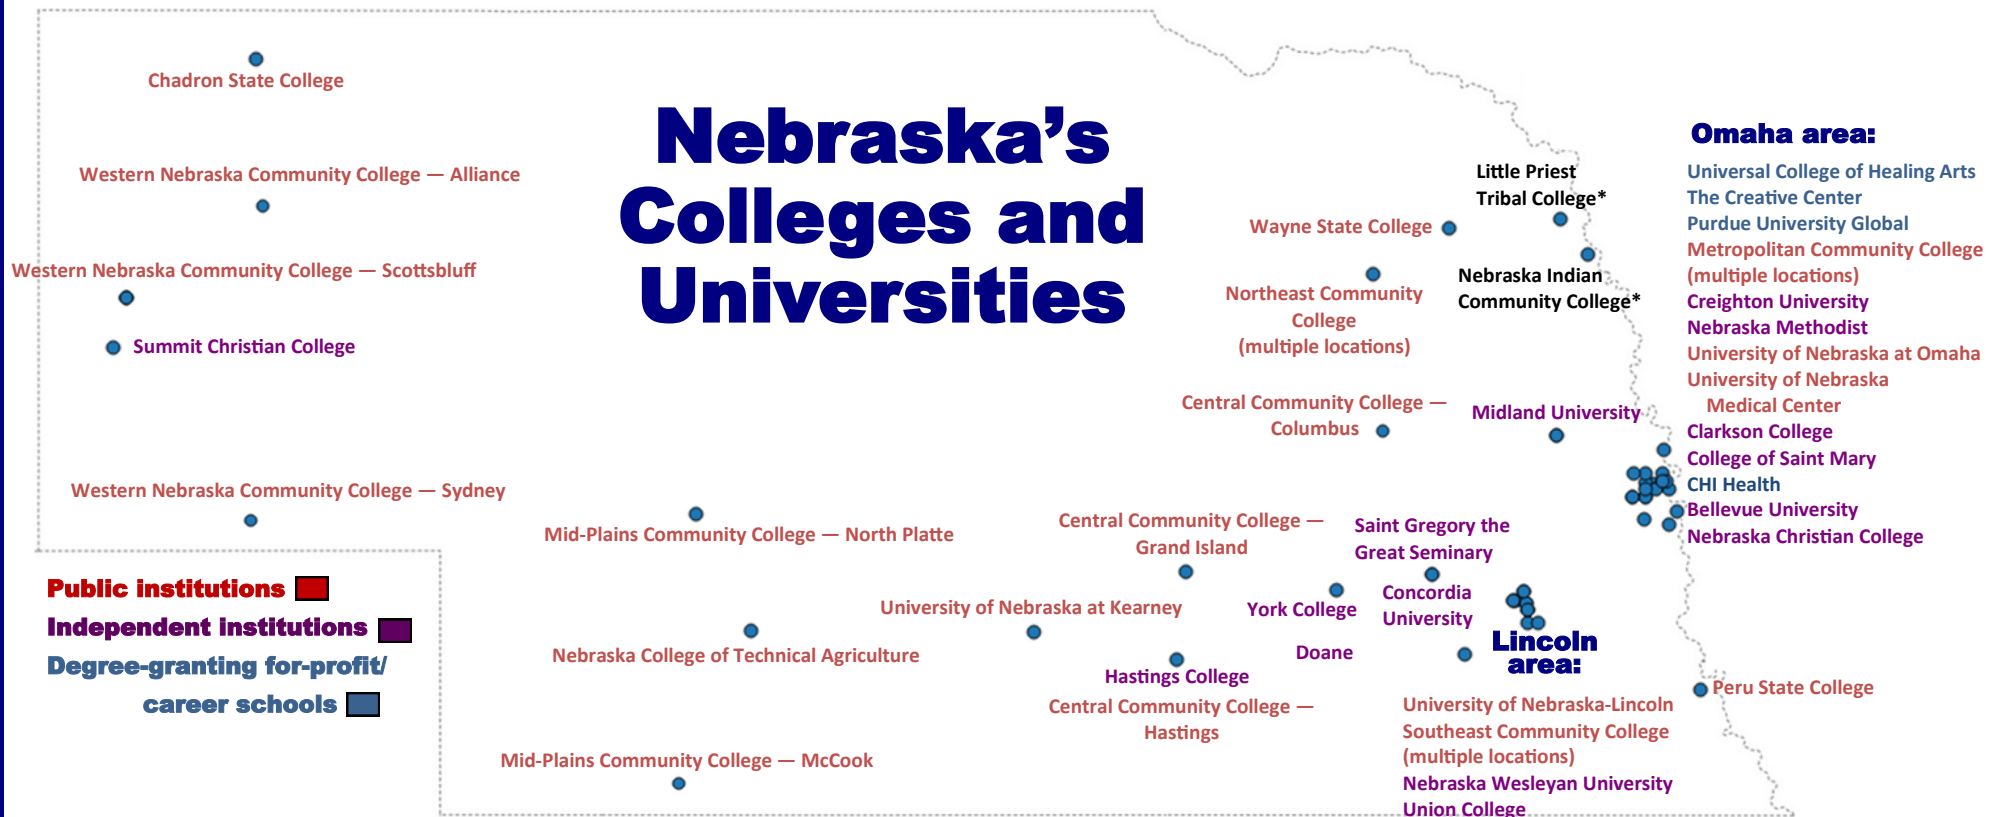 Nebraska’s
Colleges and
Universities
Chadron State College
Western Nebraska Community College — Alliance
Western Nebraska Community College — Scottsbluff
Summit Christian College
Western Nebraska Community College — Sydney
Public institutions
Independent institutions
Degree-granting for-profit/
career schools
Mid-Plains Community College — North Platte
Nebraska College of Technical Agriculture
Mid-Plains Community College — McCook
University of Nebraska at Kearney
Central Community College —
Grand Island
Hastings College
Central Community College —
Hastings
Little Priest
Tribal College*
Wayne State College
Nebraska Indian
Community College*
Northeast Community
College
(multiple locations)
Central Community College —
Columbus
Midland University
Saint Gregory the
Great Seminary
York College
Concordia
University
Doane
Lincoln
area:
University of Nebraska-Lincoln
Southeast Community College
(multiple locations)
Nebraska Wesleyan University
Union College
Peru State College
Omaha area:
Universal College of Healing Arts
The Creative Center
Purdue University Global
Metropolitan Community College
(multiple locations)
Creighton University
Nebraska Methodist
University of Nebraska at Omaha
University of Nebraska
Medical Center
Clarkson College
College of Saint Mary
CHI Health
Bellevue University
Nebraska Christian College